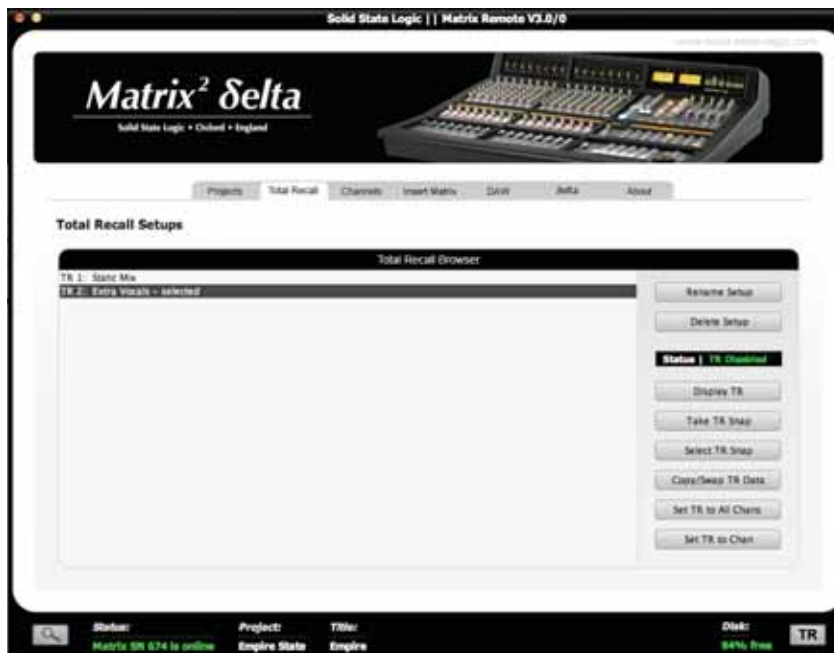 Solid State Logic || Matrix Remote V3.0/0
Matrix² δelta
Solid State Logic • Oxford • England
Projects Total Recall Channels Insert Matrix DAW δelta About
Total Recall Setups
Total Recall Browser
TR 1: Static Mix
TR 2: Extra Vocals - selected
Rename Setup
Delete Setup
Status | TR Disabled
Display TR
Take TR Snap
Select TR Snap
Copy/Swap TR Data
Set TR to All Chans
Set TR to Chan
Status: Project: Title: Disk:
Matrix SN 674 is online Empire State Empire 94% free
TR